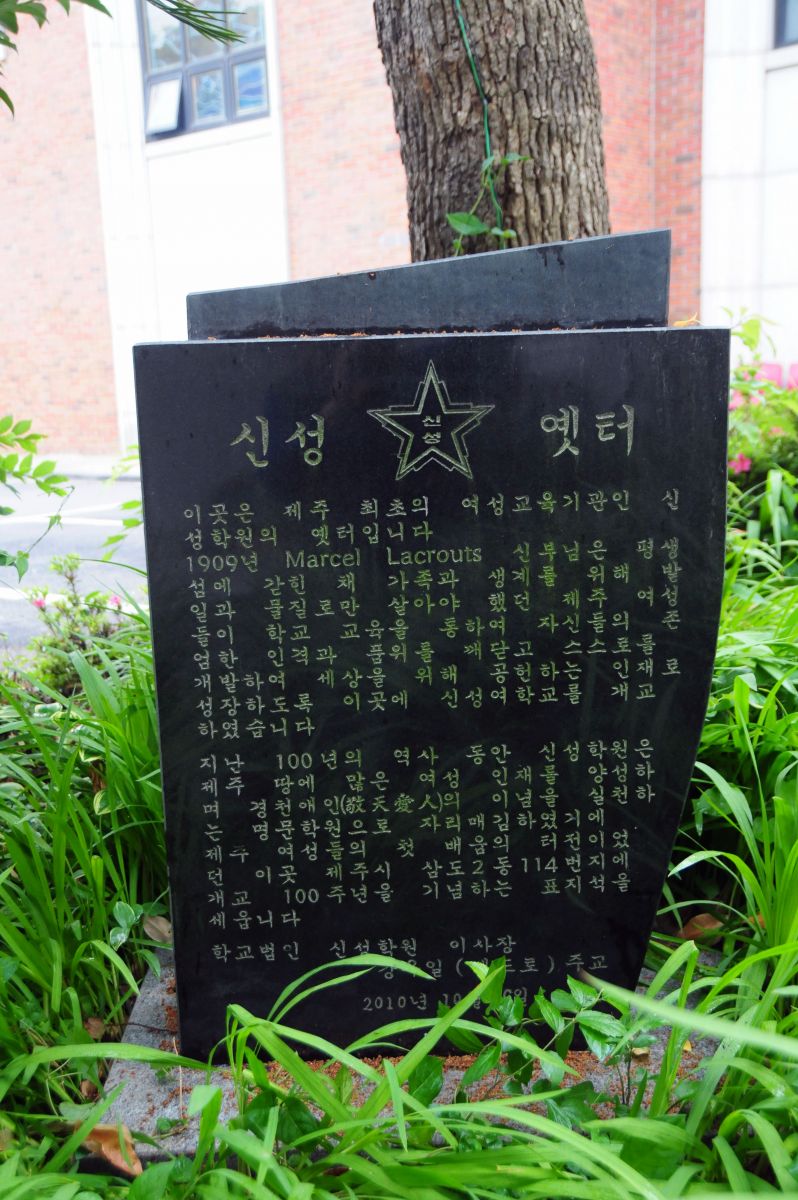 신성 신성 옛터
이곳은 제주 최초의 여성교육기관인 신
성학원의 옛터입니다
1909년 Marcel Lacrouts 신부님은 평생
섬에 갇힌 채 가족과 생계를 위해 밭
일과 물질로만 살아야 했던 제주 여성
들이 학교 교육을 통하여 자신들의 존
엄한 인격과 품위를 깨닫고 스스로를
개발하여 세상을 위해 공헌하는 인재로
성장하도록 이곳에 신성여학교를 개교
하였습니다
지난 100년의 역사 동안 신성학원은
제주 땅에 많은 여성 인재를 양성하
며 경천애인(敬天愛人)의 이념을 실천하
는 명문학원으로 자리매김하였기에
제주 여성들의 첫 배움의 터전이었
던 이곳 제주시 삼도2동 114번지에
개교 100주년을 기념하는 표지석을
세웁니다
학교법인 신성학원 이사장
주교
2010년